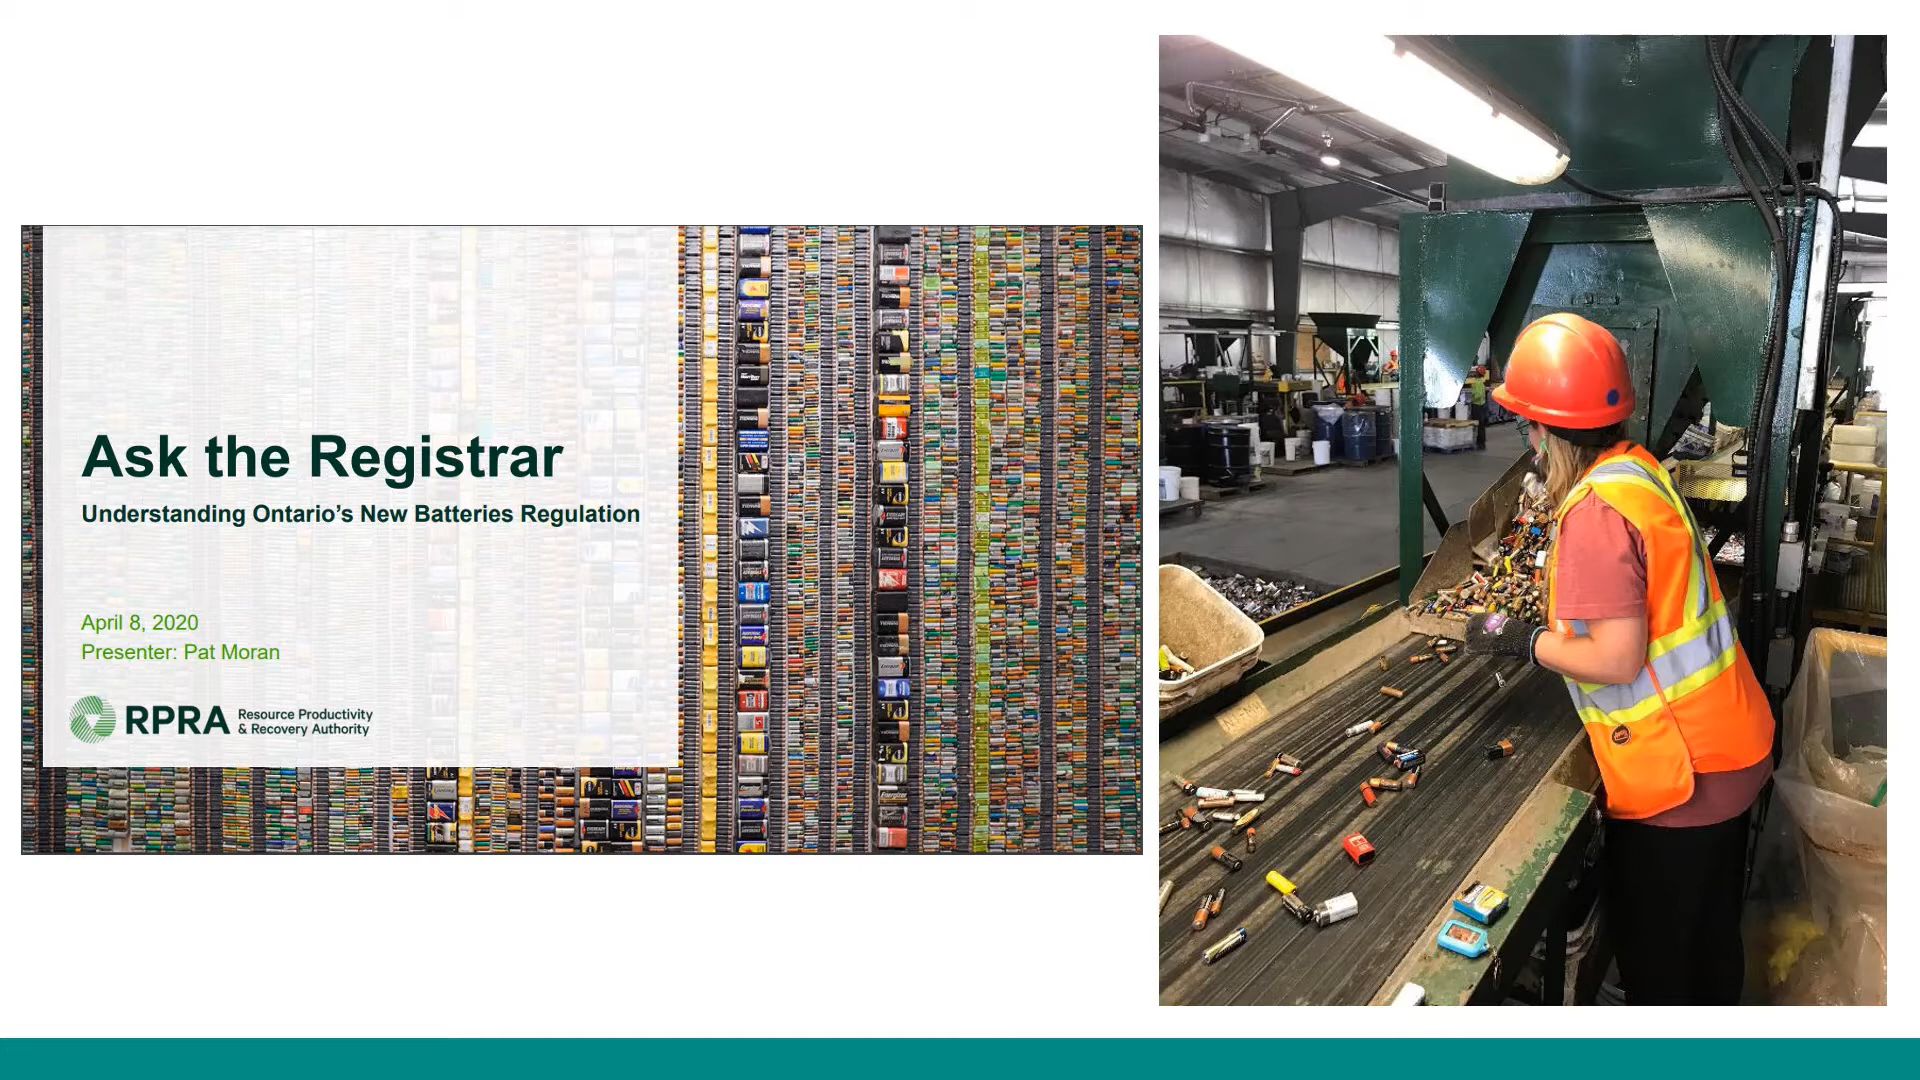 Ask the Registrar
Understanding Ontario’s New Batteries Regulation
April 8, 2020
Presenter: Pat Moran
RPRA Resource Productivity
& Recovery Authority